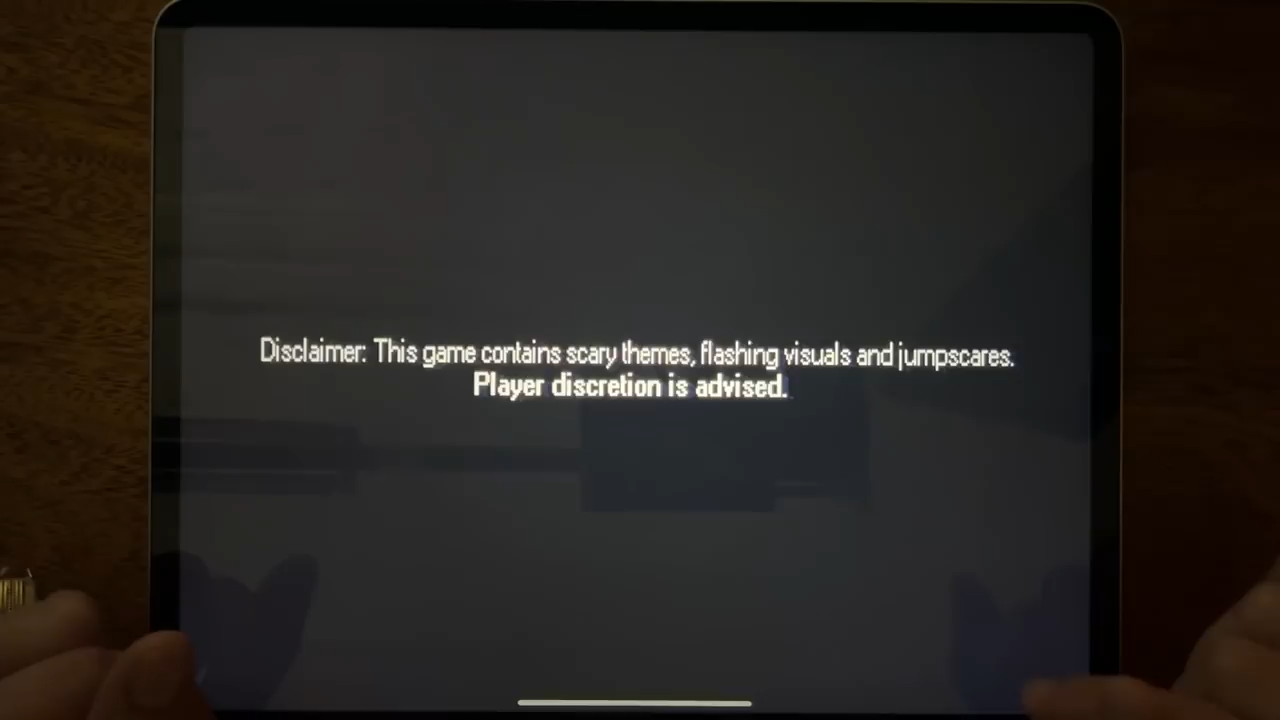 Disclaimer: This game contains scary themes, flashing visuals and jumpscares.
Player discretion is advised.